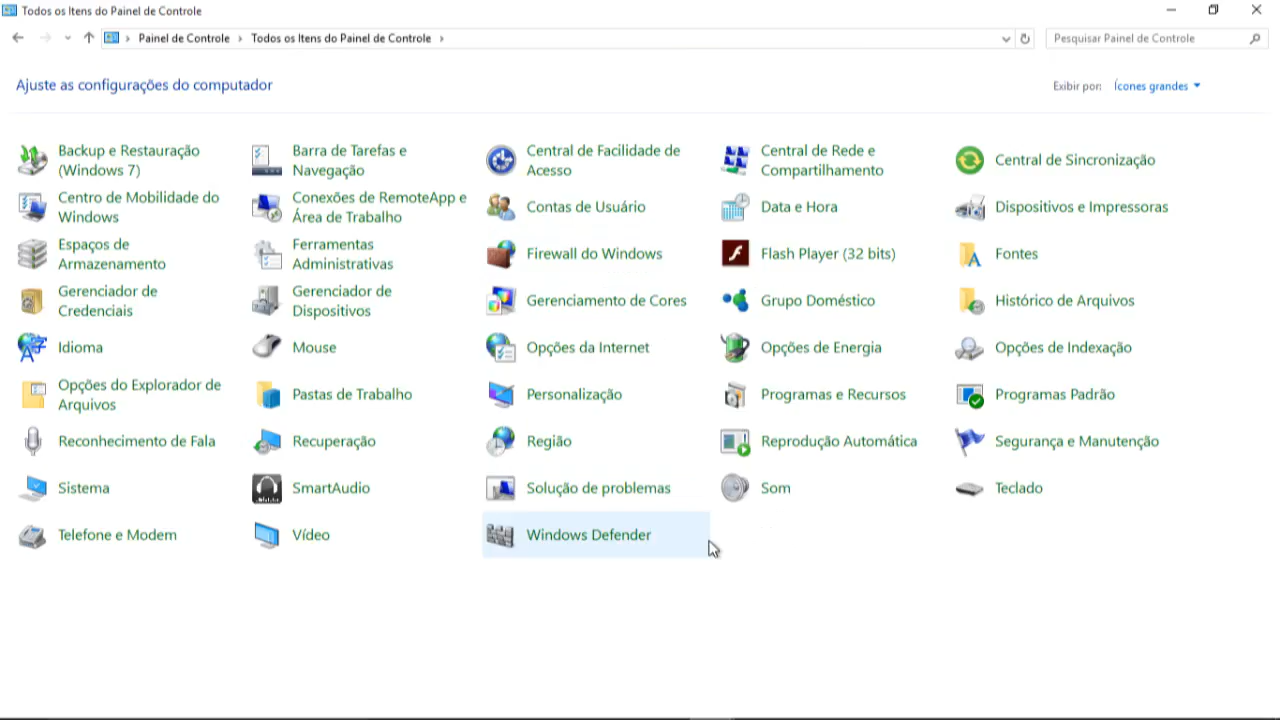 Todos os Itens do Painel de Controle
Painel de Controle > Todos os Itens do Painel de Controle >
Pesquisar Painel de Controle
Ajuste as configurações do computador
Exibir por: Ícones grandes
Backup e Restauração
(Windows 7)
Barra de Tarefas e
Navegação
Central de Facilidade de
Acesso
Central de Rede e
Compartilhamento
Central de Sincronização
Centro de Mobilidade do
Windows
Conexões de RemoteApp e
Área de Trabalho
Contas de Usuário
Data e Hora
Dispositivos e Impressoras
Espaços de
Armazenamento
Ferramentas
Administrativas
Firewall do Windows
Flash Player (32 bits)
Fontes
Gerenciador de
Credenciais
Gerenciador de
Dispositivos
Gerenciamento de Cores
Grupo Doméstico
Histórico de Arquivos
Idioma
Mouse
Opções da Internet
Opções de Energia
Opções de Indexação
Opções do Explorador de
Arquivos
Pastas de Trabalho
Personalização
Programas e Recursos
Programas Padrão
Reconhecimento de Fala
Recuperação
Região
Reprodução Automática
Segurança e Manutenção
Sistema
SmartAudio
Solução de problemas
Som
Teclado
Telefone e Modem
Vídeo
Windows Defender